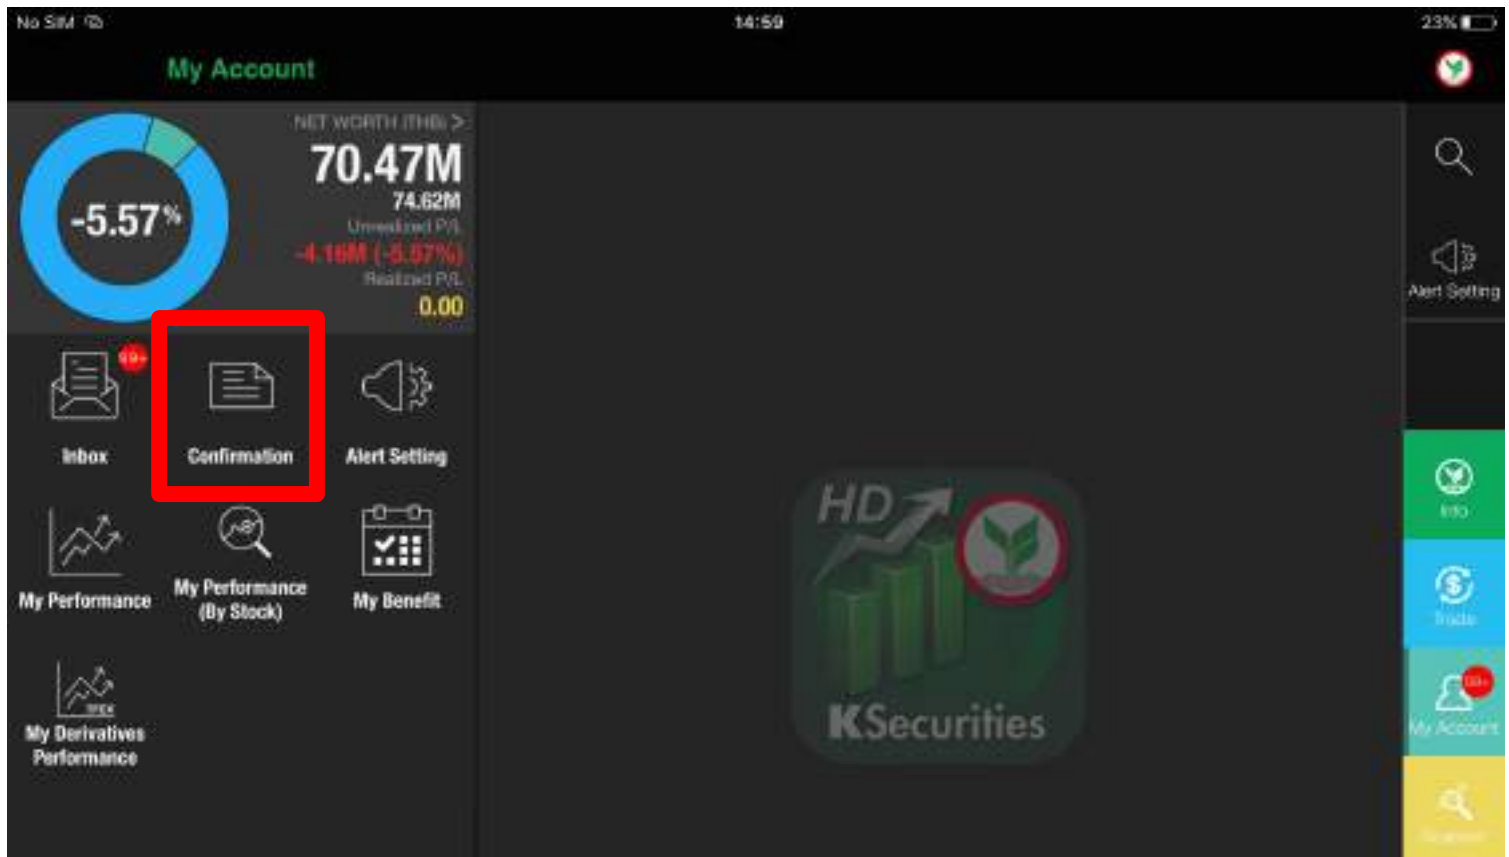 No SIM
14:59
23%
My Account
NET WORTH (THB) >
70.47M
74.62M
-5.57%
Unrealized P/L
-4.16M (-5.57%)
Realized P/L
0.00
Alert Setting
99+
Inbox
Confirmation
Alert Setting
My Performance
My Performance
(By Stock)
My Benefit
TFEX
My Derivatives
Performance
HD
KSecurities
Info
Trade
99+
My Account